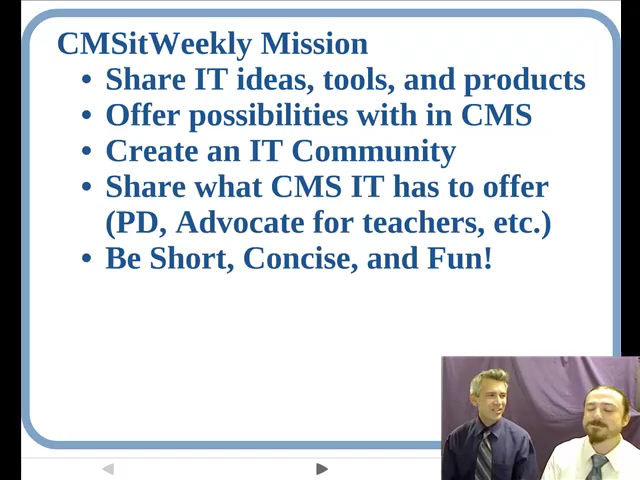 CMSitWeekly Mission
• Share IT ideas, tools, and products
• Offer possibilities with in CMS
• Create an IT Community
• Share what CMS IT has to offer
(PD, Advocate for teachers, etc.)
• Be Short, Concise, and Fun!